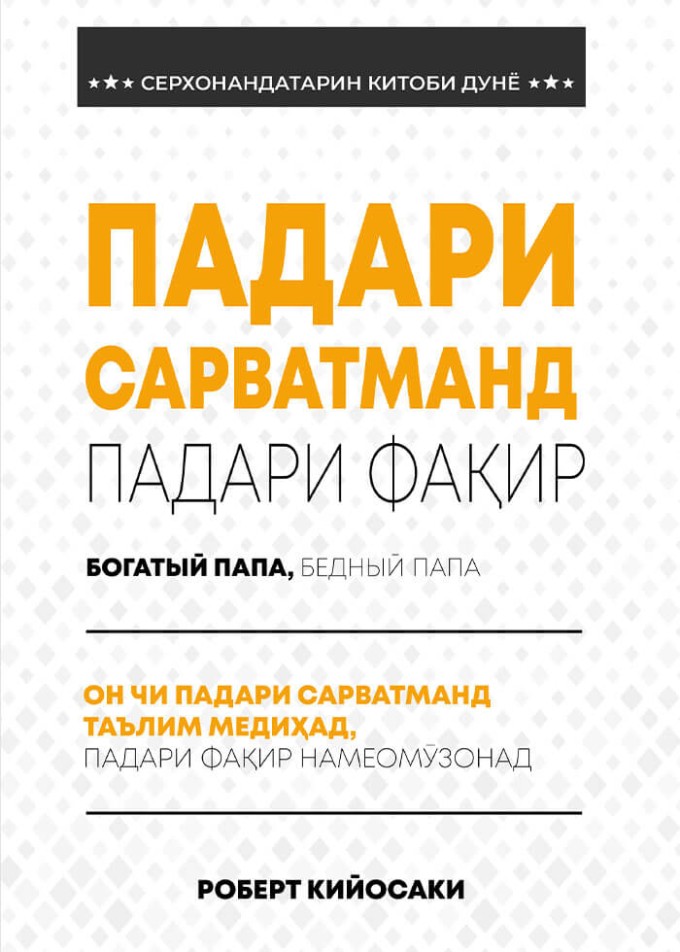 ★★★ СЕРХОНАНДАТАРИН КИТОБИ ДУНЁ ★★★
ПАДАРИ
САРВАТМАНД
ПАДАРИ ФАҚИР
БОГАТЫЙ ПАПА, БЕДНЫЙ ПАПА
ОН ЧИ ПАДАРИ САРВАТМАНД
ТАЪЛИМ МЕДИҲАД,
ПАДАРИ ФАҚИР НАМЕОМӮЗОНАД
РОБЕРТ КИЙОСАКИ